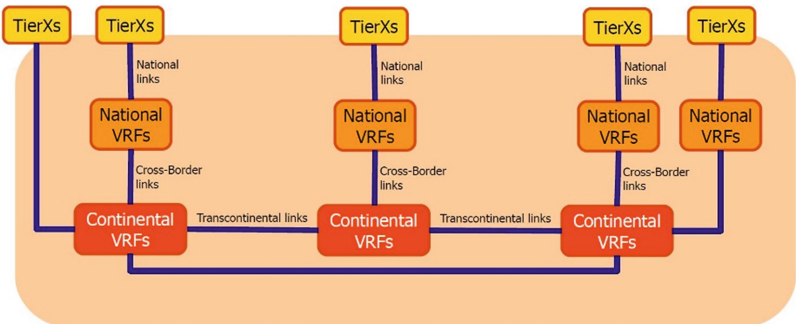 TierXs
TierXs
TierXs
TierXs
TierXs
National
links
National
links
National
links
National
VRFs
National
VRFs
National
VRFs
National
VRFs
Cross-Border
links
Cross-Border
links
Cross-Border
links
Continental
VRFs
Transcontinental links
Continental
VRFs
Transcontinental links
Continental
VRFs